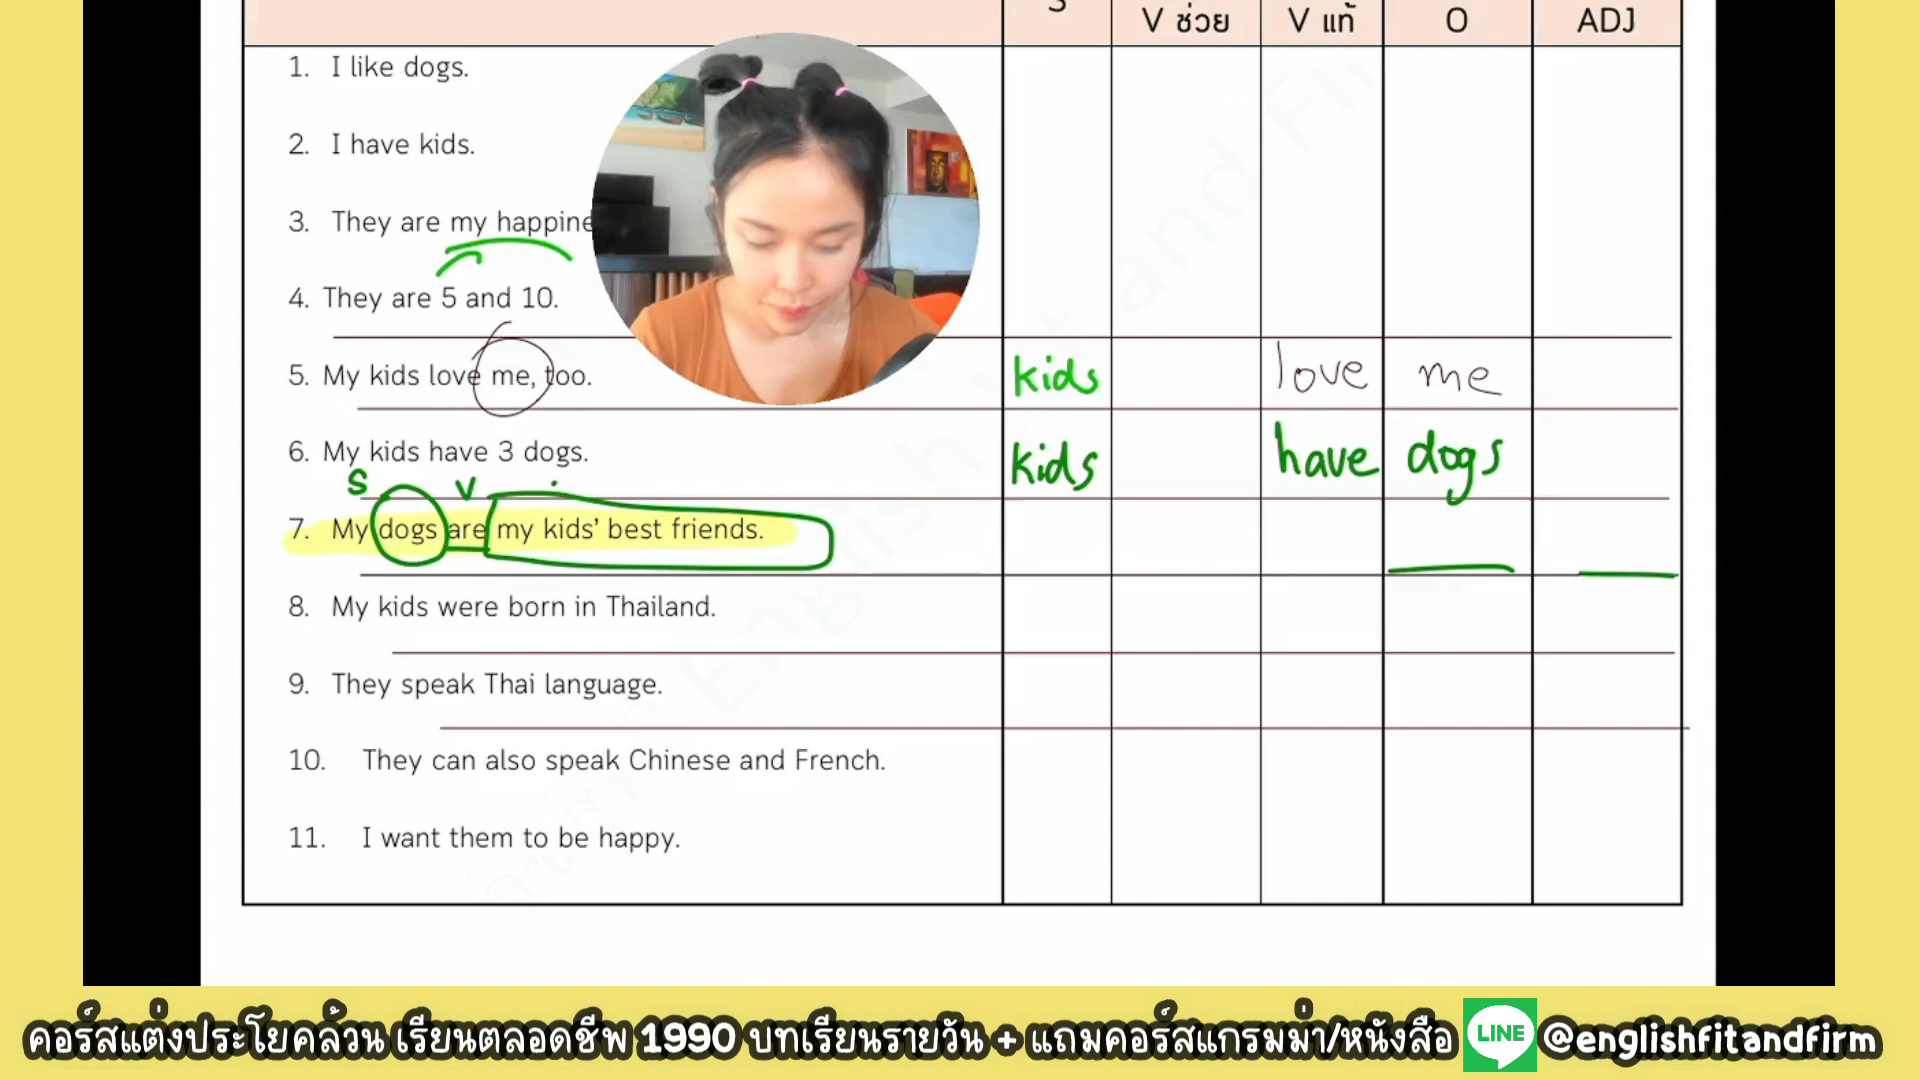 S V ช่วย V แท้ O ADJ
1. I like dogs.
2. I have kids.
3. They are my happine
4. They are 5 and 10.
5. My kids love me, too. kids love me
6. My kids have 3 dogs. kids have dogs
S V
7. My dogs are my kids' best friends.
8. My kids were born in Thailand.
9. They speak Thai language.
10. They can also speak Chinese and French.
11. I want them to be happy.
คอร์สแต่งประโยคล้วน เรียนตลอดชีพ 1990 บทเรียนรายวัน + แถมคอร์สแกรมม่า/หนังสือ LINE @englishfitandfirm